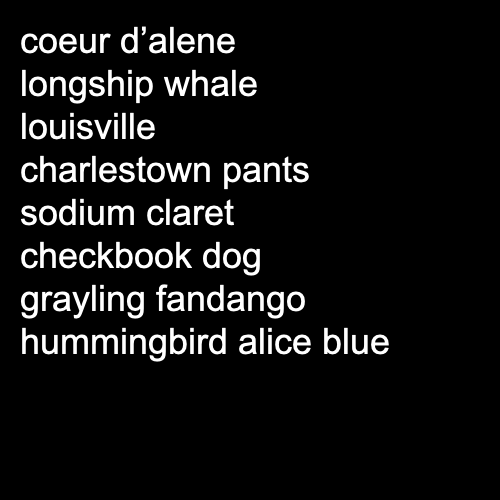 coeur d’alene
longship whale
louisville
charlestown pants
sodium claret
checkbook dog
grayling fandango
hummingbird alice blue